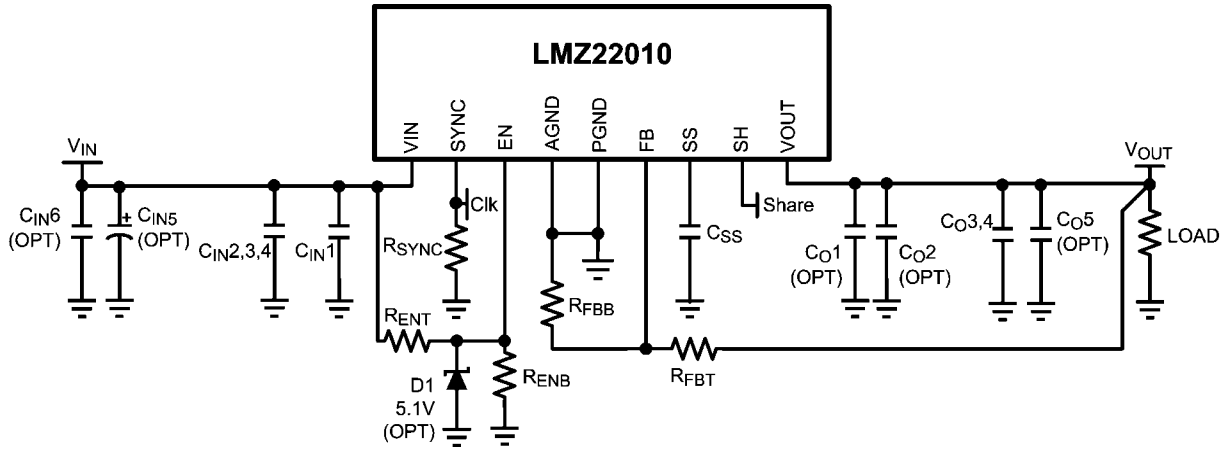 LMZ22010
VIN
SYNC
EN
AGND
PGND
FB
SS
SH
VOUT
VIN
CIN6
(OPT)
+
CIN5
(OPT)
CIN2,3,4
CIN1
Clk
RSYNC
RENT
D1
5.1V
(OPT)
RENB
RFBB
RFBT
CSS
Share
CO1
(OPT)
CO2
(OPT)
CO3,4
CO5
(OPT)
VOUT
LOAD